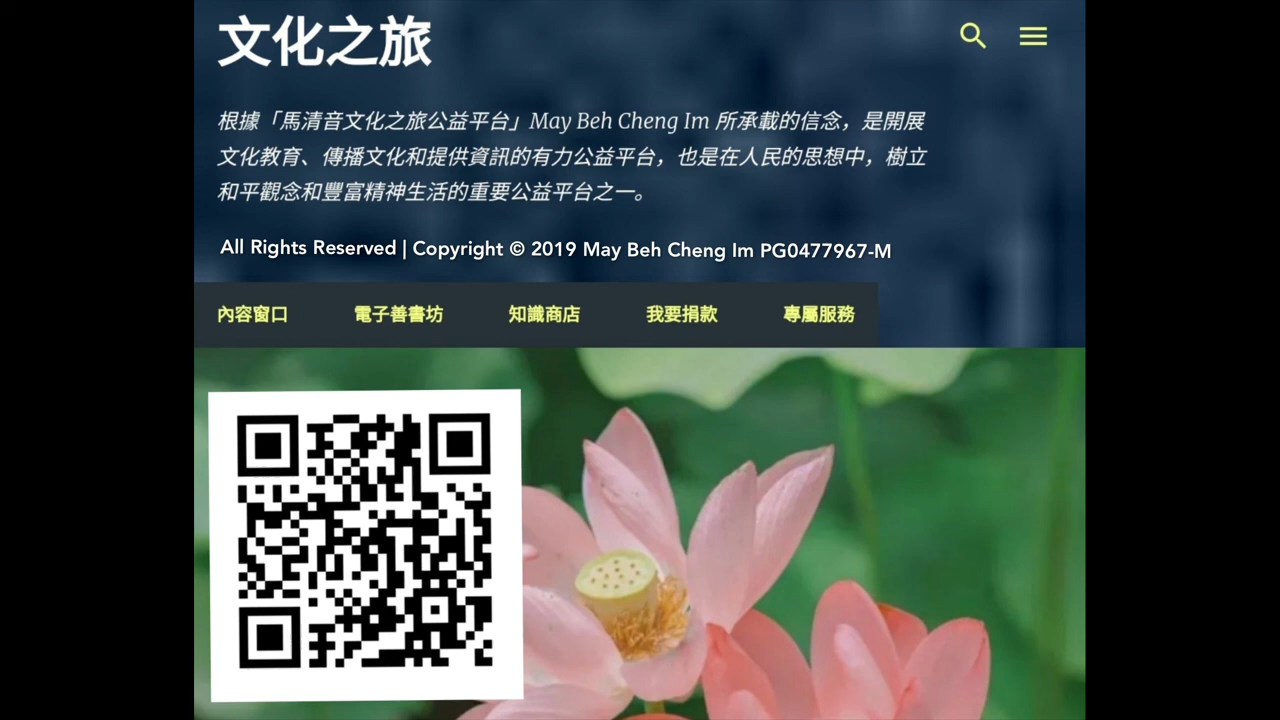 文化之旅
根據「馬清音文化之旅公益平台」May Beh Cheng Im 所承載的信念，是開展
文化教育、傳播文化和提供資訊的有力公益平台，也是在人民的思想中，樹立
和平觀念和豐富精神生活的重要公益平台之一。
All Rights Reserved | Copyright © 2019 May Beh Cheng Im PG0477967-M
內容窗口 電子善書坊 知識商店 我要捐款 專屬服務